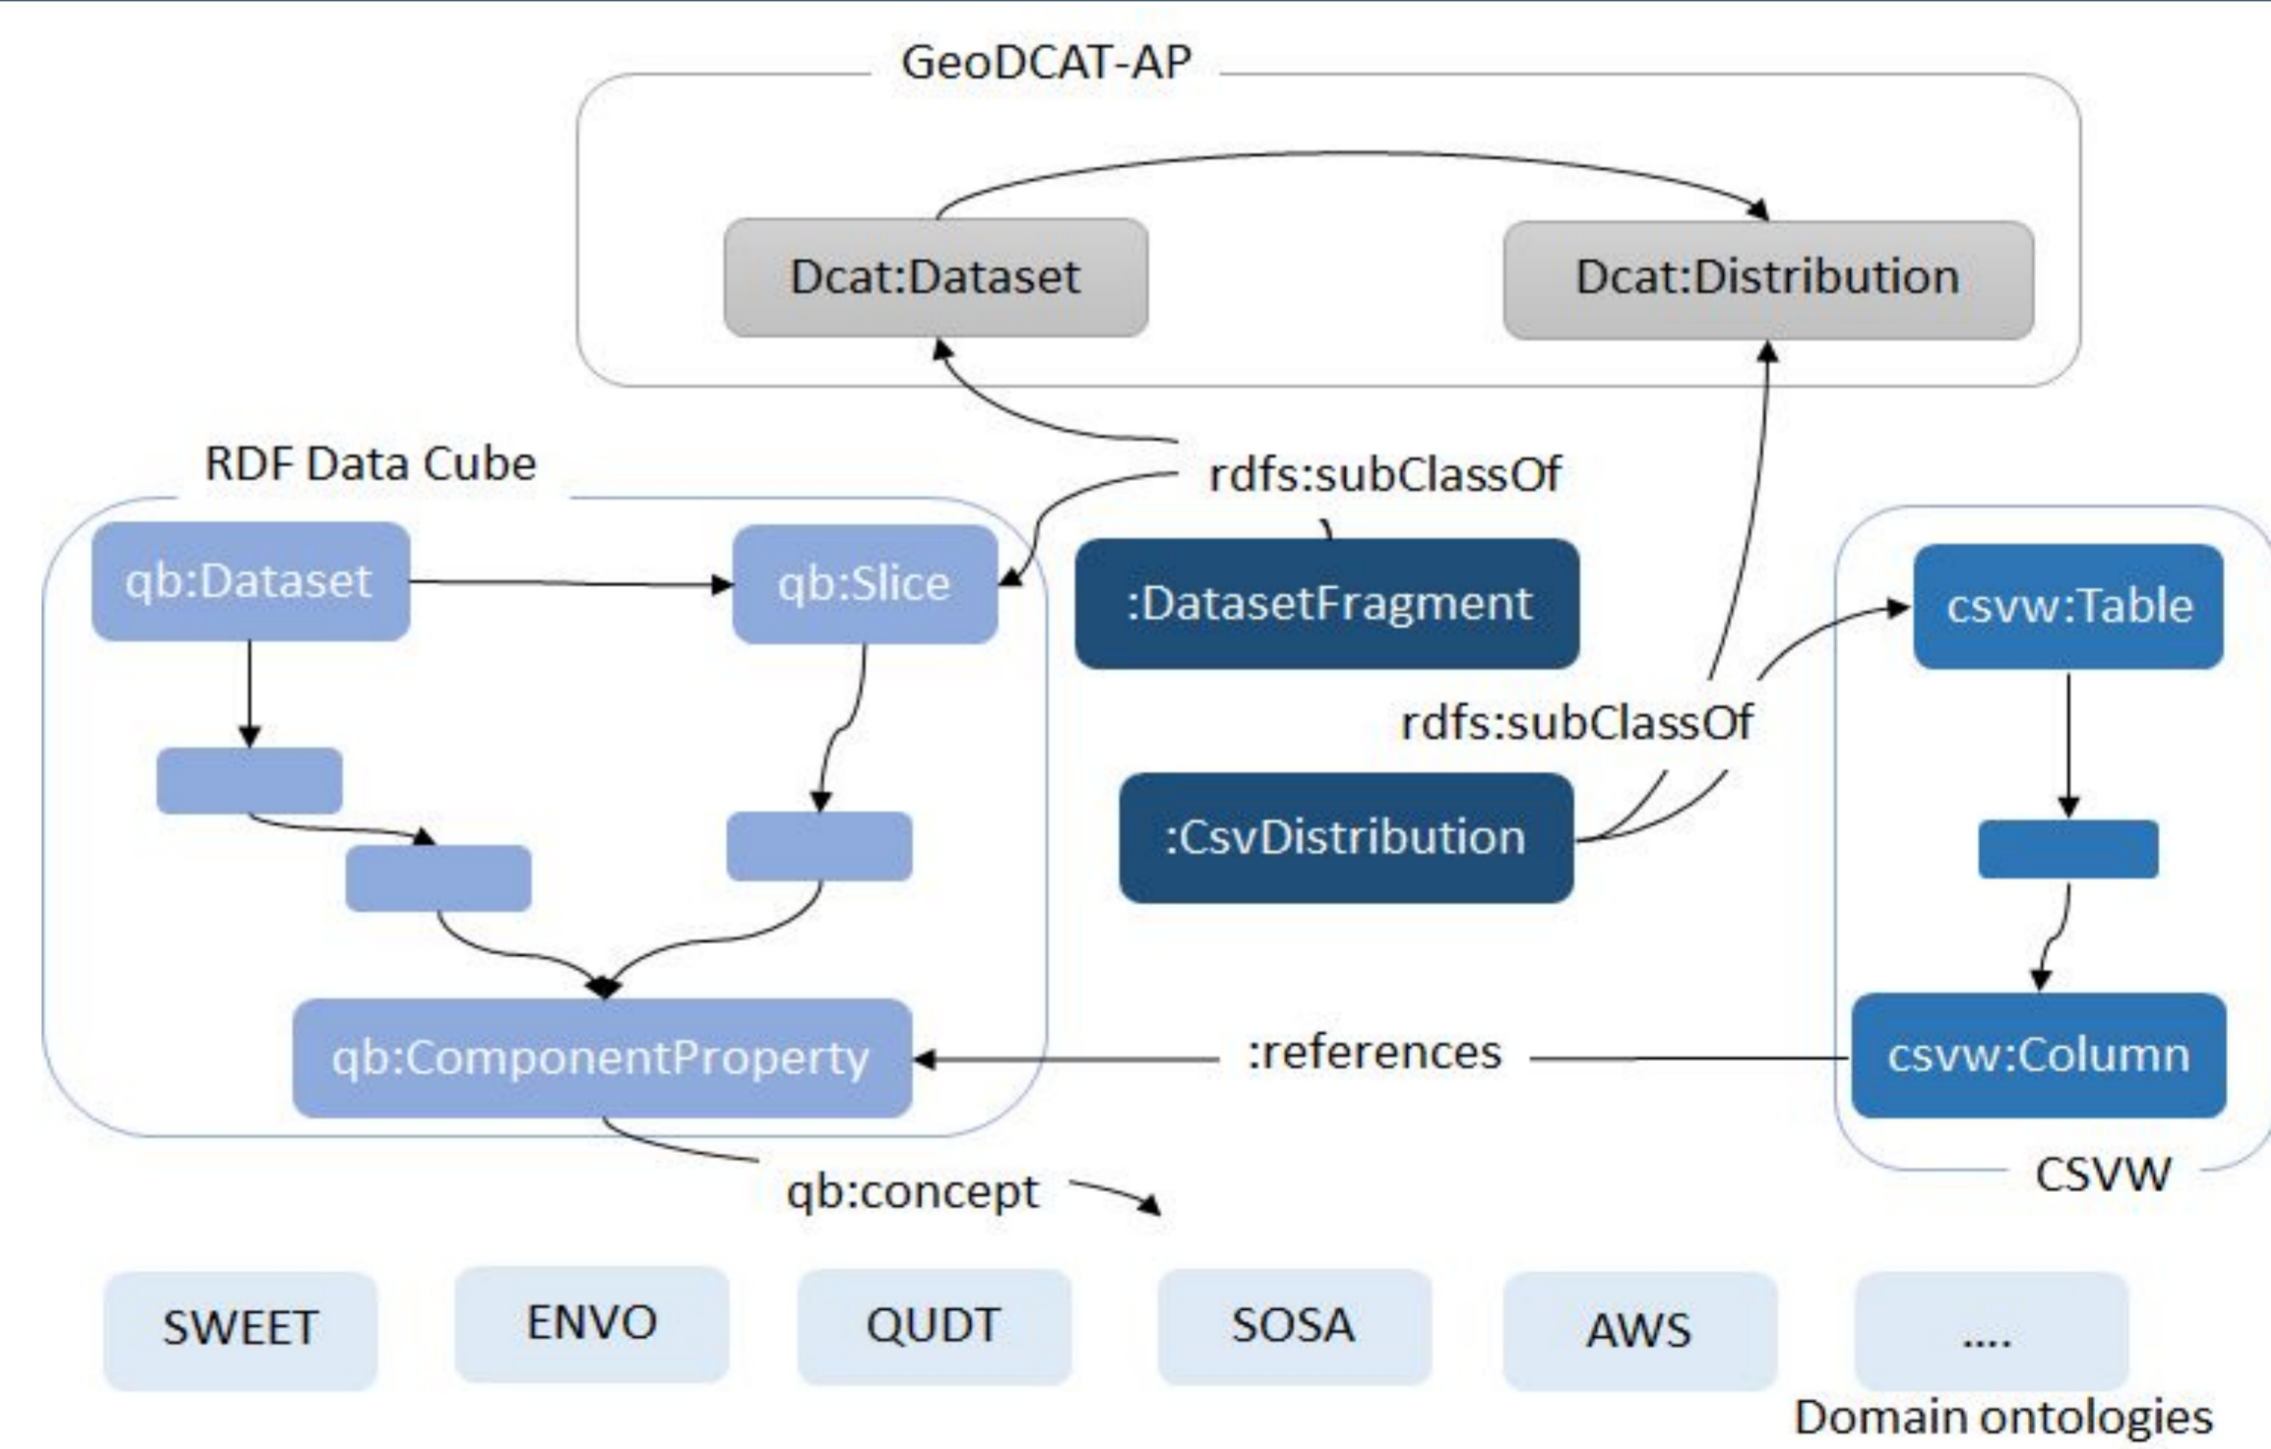 GeoDCAT-AP
Dcat:Dataset
Dcat:Distribution
RDF Data Cube
rdfs:subClassOf
qb:Dataset
qb:Slice
:DatasetFragment
csvw:Table
rdfs:subClassOf
:CsvDistribution
qb:ComponentProperty
:references
csvw:Column
CSVW
qb:concept
SWEET
ENVO
QUDT
SOSA
AWS
....
Domain ontologies